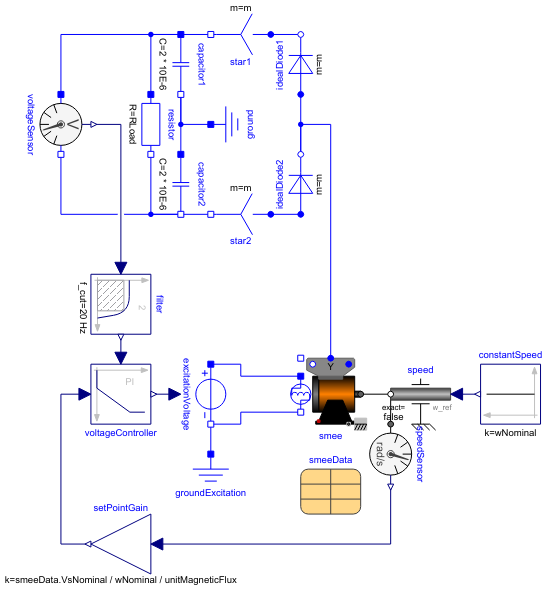 m=m
star1
C=2 * 10E-6
capacitor1
idealDiode1
m=m
voltageSensor
R=RLoad
resistor
ground
C=2 * 10E-6
capacitor2
idealDiode2
m=m
m=m
star2
filter
f_cut=20 Hz
2
PI
voltageController
excitationVoltage
+
-
groundExcitation
Y
smee
smeeData
speed
exact=
false
w_ref
constantSpeed
k=wNominal
speedSensor
rad/s
setPointGain
k=smeeData.VsNominal / wNominal / unitMagneticFlux